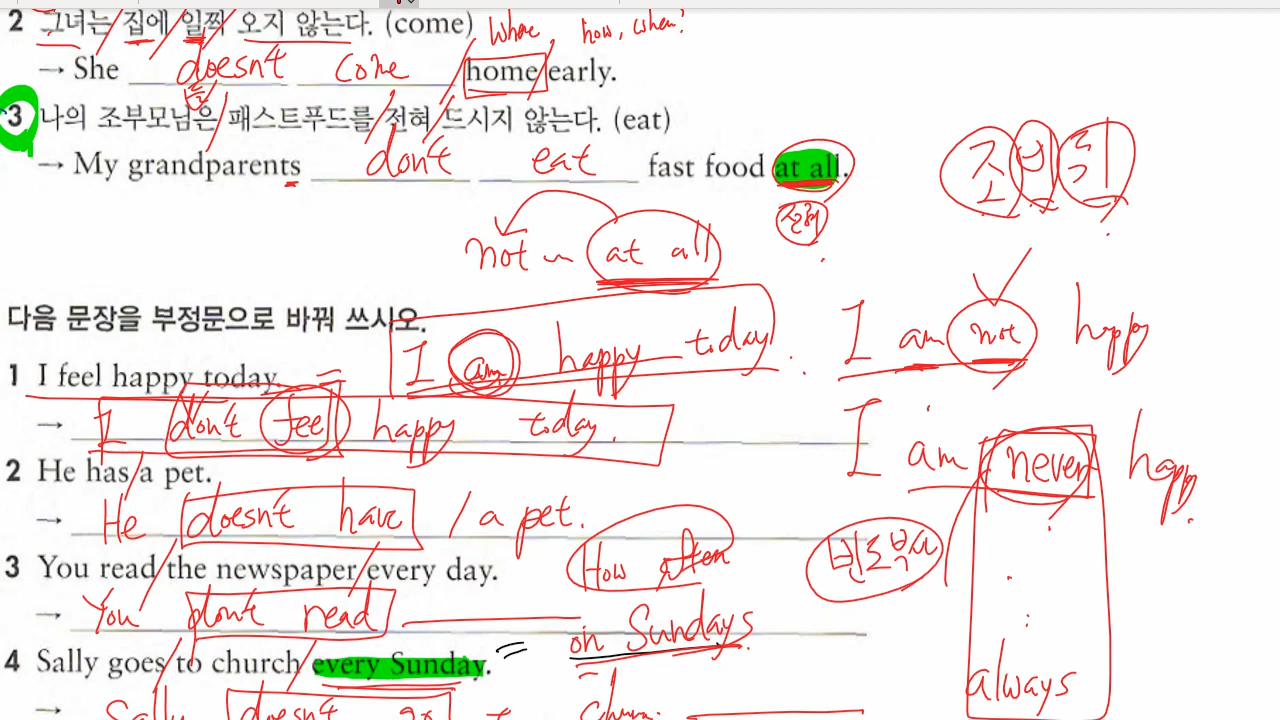 2 그녀는 집에 일찍 오지 않는다. (come) where how, when?
→ She doesn't come home early.
3 나의 조부모님은 패스트푸드를 전혀 드시지 않는다. (eat)
→ My grandparents don't eat fast food at all.
전혀
조 비 뒤
not ~ at all
다음 문장을 부정문으로 바꿔 쓰시오.
I am happy today.
I am not happy
1 I feel happy today.
→ I don't feel happy today.
I am never happy.
2 He has a pet.
→ He doesn't have / a pet.
How often
빈도부사
3 You read the newspaper every day.
→ You don't read
on Sundays
4 Sally goes to church every Sunday. =
always
→ Sally doesn't go